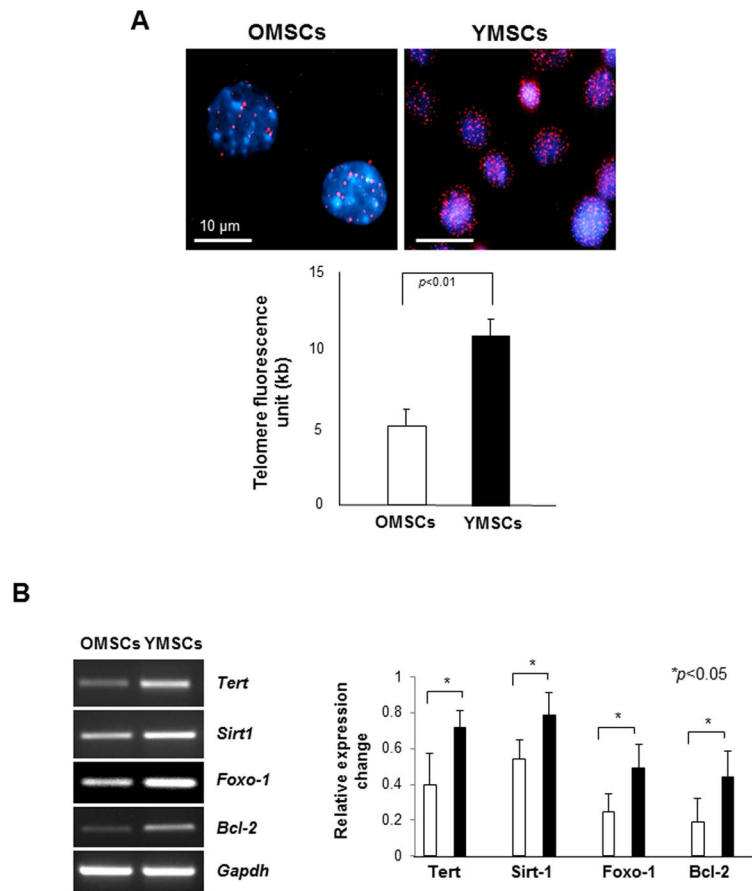 A
OMSCs YMSCs
10 µm
Telomere fluorescence
unit (kb)
15
10
5
0
p<0.01
OMSCs YMSCs
B
OMSCs YMSCs
Tert
Sirt1
Foxo-1
Bcl-2
Gapdh
Relative expression
change
1
0.8
0.6
0.4
0.2
0
* * * *
*p<0.05
Tert Sirt-1 Foxo-1 Bcl-2